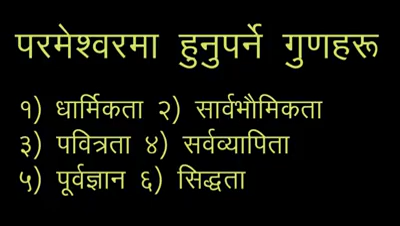 परमेश्वरमा हुनुपर्ने गुणहरू
१) धार्मिकता २) सार्वभौमिकता
३) पवित्रता ४) सर्वव्यापिता
५) पूर्वज्ञान ६) सिद्धता